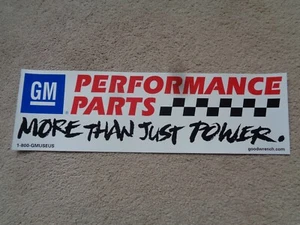 GM
PERFORMANCE
PARTS
MORE THAN JUST POWER.
1-800-GMUSEUS
goodwrench.com